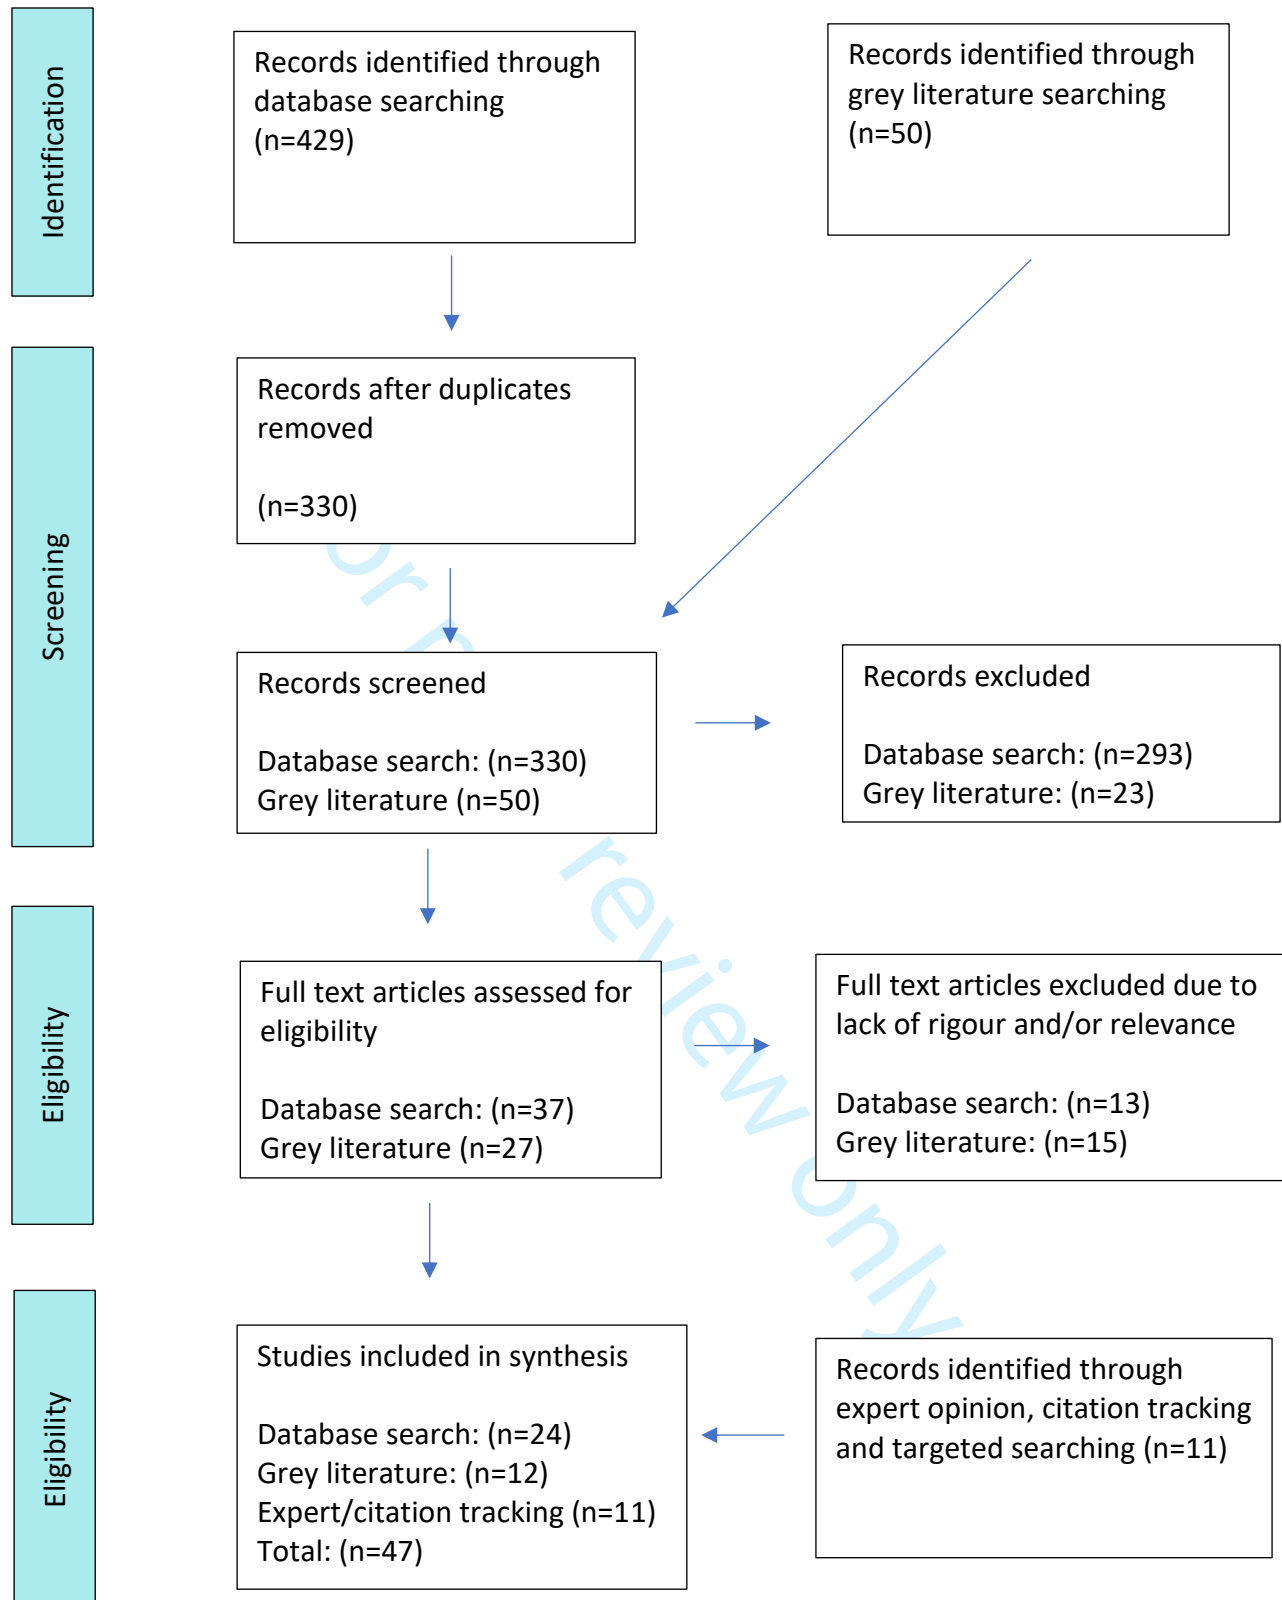 Identification
Records identified through
database searching
(n=429)
Records identified through
grey literature searching
(n=50)
Screening
Records after duplicates
removed
(n=330)
Records screened
Database search: (n=330)
Grey literature (n=50)
Records excluded
Database search: (n=293)
Grey literature: (n=23)
Eligibility
Full text articles assessed for
eligibility
Database search: (n=37)
Grey literature (n=27)
Full text articles excluded due to
lack of rigour and/or relevance
Database search: (n=13)
Grey literature: (n=15)
Eligibility
Studies included in synthesis
Database search: (n=24)
Grey literature: (n=12)
Expert/citation tracking (n=11)
Total: (n=47)
Records identified through
expert opinion, citation tracking
and targeted searching (n=11)
review only